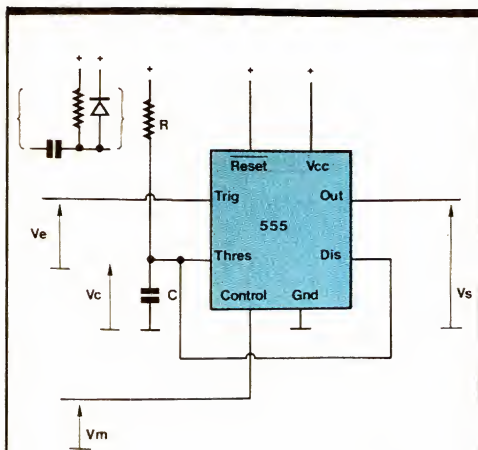 + + + + +
R
Reset Vcc
Trig Out
555
Ve
Thres Dis
Vc C Vs
Control Gnd
Vm